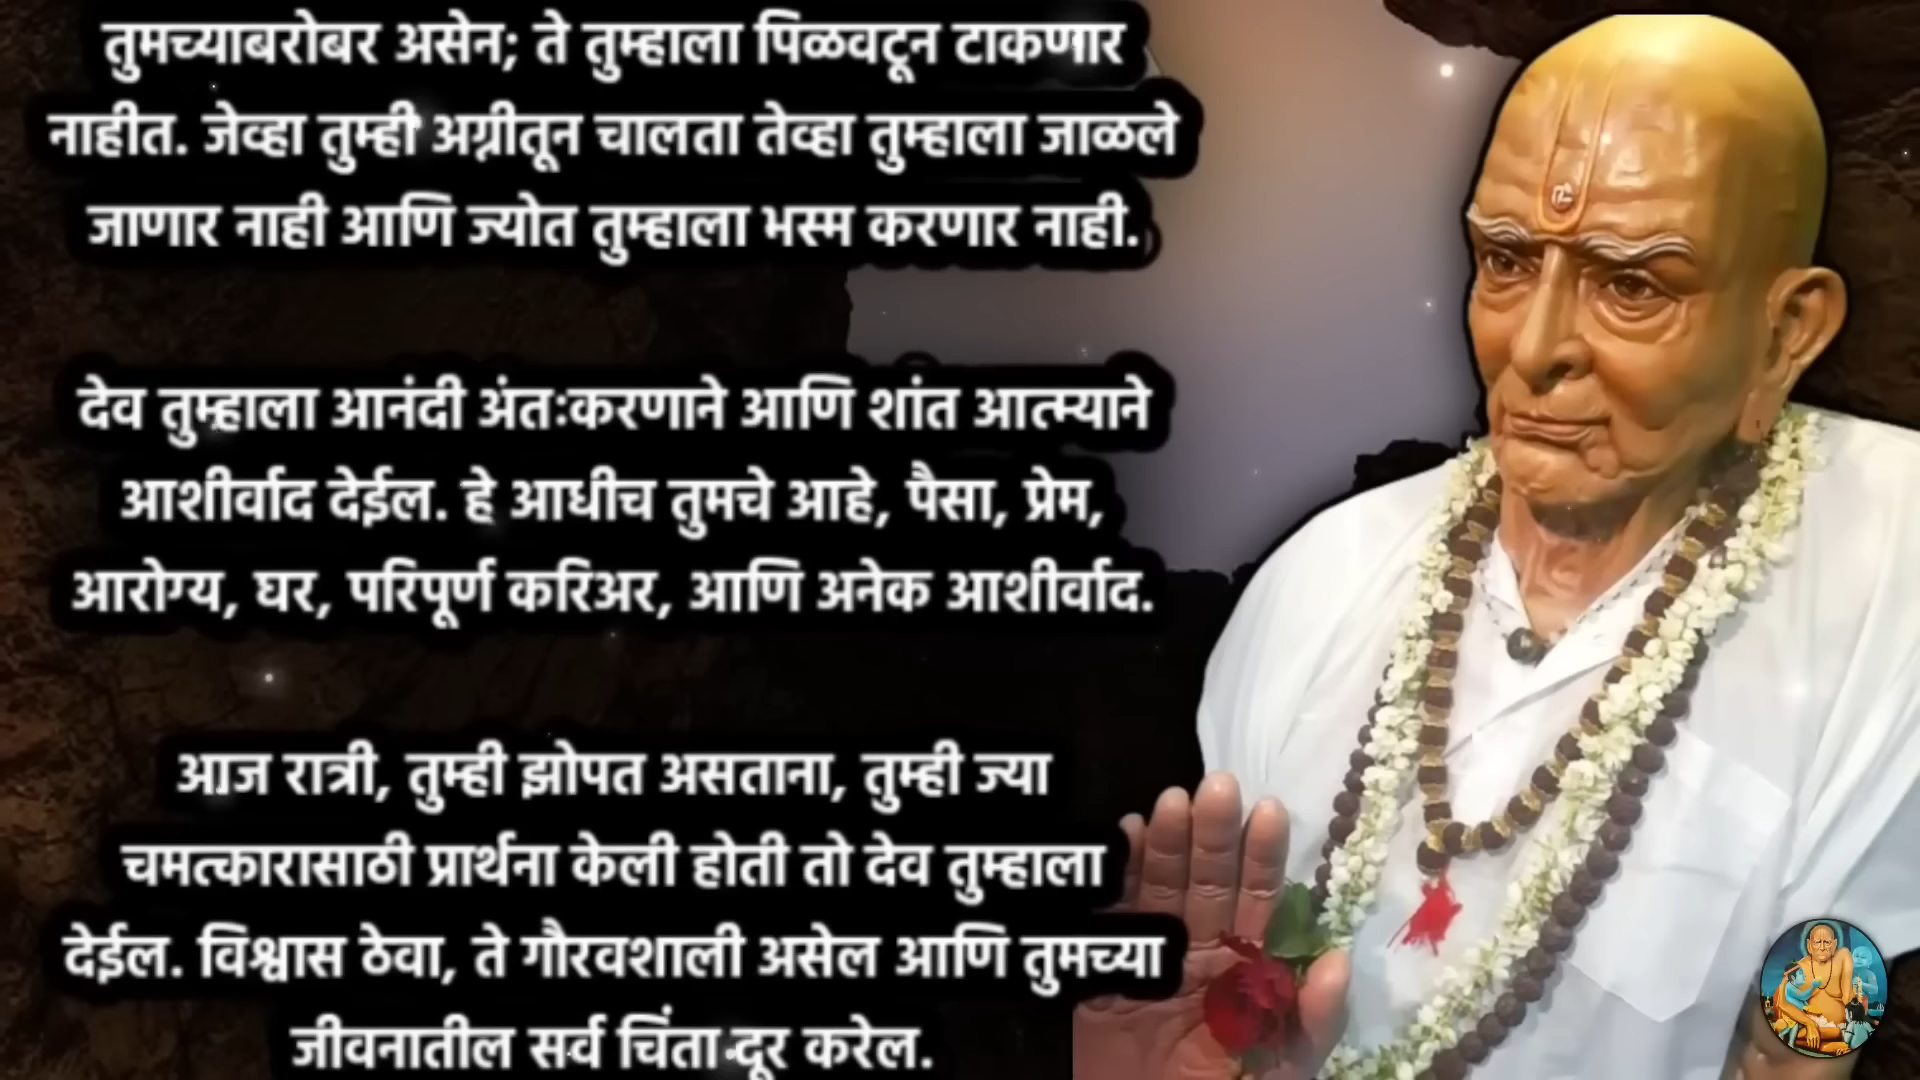 तुमच्याबरोबर असेन; ते तुम्हाला पिळवटून टाकणार
नाहीत. जेव्हा तुम्ही अग्नीतून चालता तेव्हा तुम्हाला जाळले
जाणार नाही आणि ज्योत तुम्हाला भस्म करणार नाही.
देव तुम्हाला आनंदी अंतःकरणाने आणि शांत आत्म्याने
आशीर्वाद देईल. हे आधीच तुमचे आहे, पैसा, प्रेम,
आरोग्य, घर, परिपूर्ण करिअर, आणि अनेक आशीर्वाद.
आज रात्री, तुम्ही झोपत असताना, तुम्ही ज्या
चमत्कारासाठी प्रार्थना केली होती तो देव तुम्हाला
देईल. विश्वास ठेवा, ते गौरवशाली असेल आणि तुमच्या
जीवनातील सर्व चिंता दूर करेल.